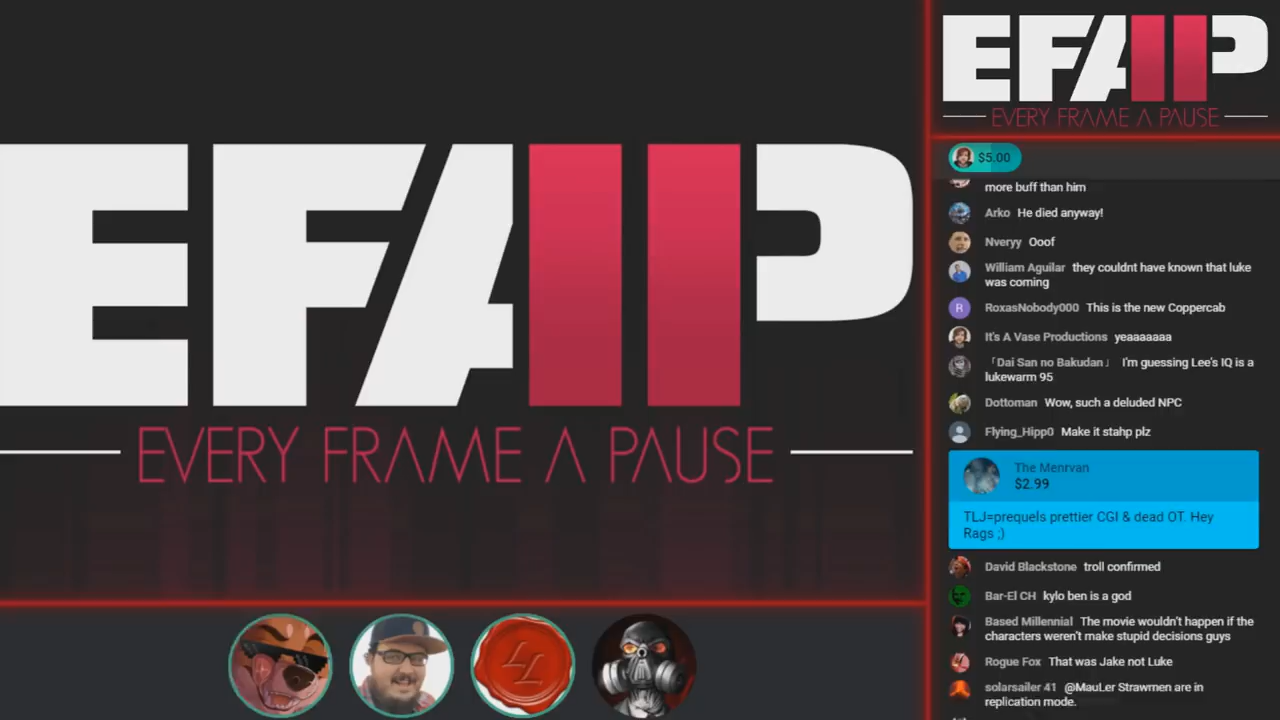 EFAP
EVERY FRAME A PAUSE
LL
EFAP
EVERY FRAME A PAUSE
$5.00
more buff than him
Arko He died anyway!
Nveryy Ooof
William Aguilar they couldnt have known that luke
was coming
R
RoxasNobody000 This is the new Coppercab
It's A Vase Productions yeaaaaaaa
「Dai San no Bakudan」 I'm guessing Lee's IQ is a
lukewarm 95
Dottoman Wow, such a deluded NPC
Flying_Hipp0 Make it stahp plz
The Menrvan
$2.99
TLJ=prequels prettier CGI & dead OT. Hey
Rags ;)
David Blackstone troll confirmed
Bar-El CH kylo ben is a god
Based Millennial The movie wouldn't happen if the
characters weren't make stupid decisions guys
Rogue Fox That was Jake not Luke
solarsailer 41 @MauLer Strawmen are in
replication mode.